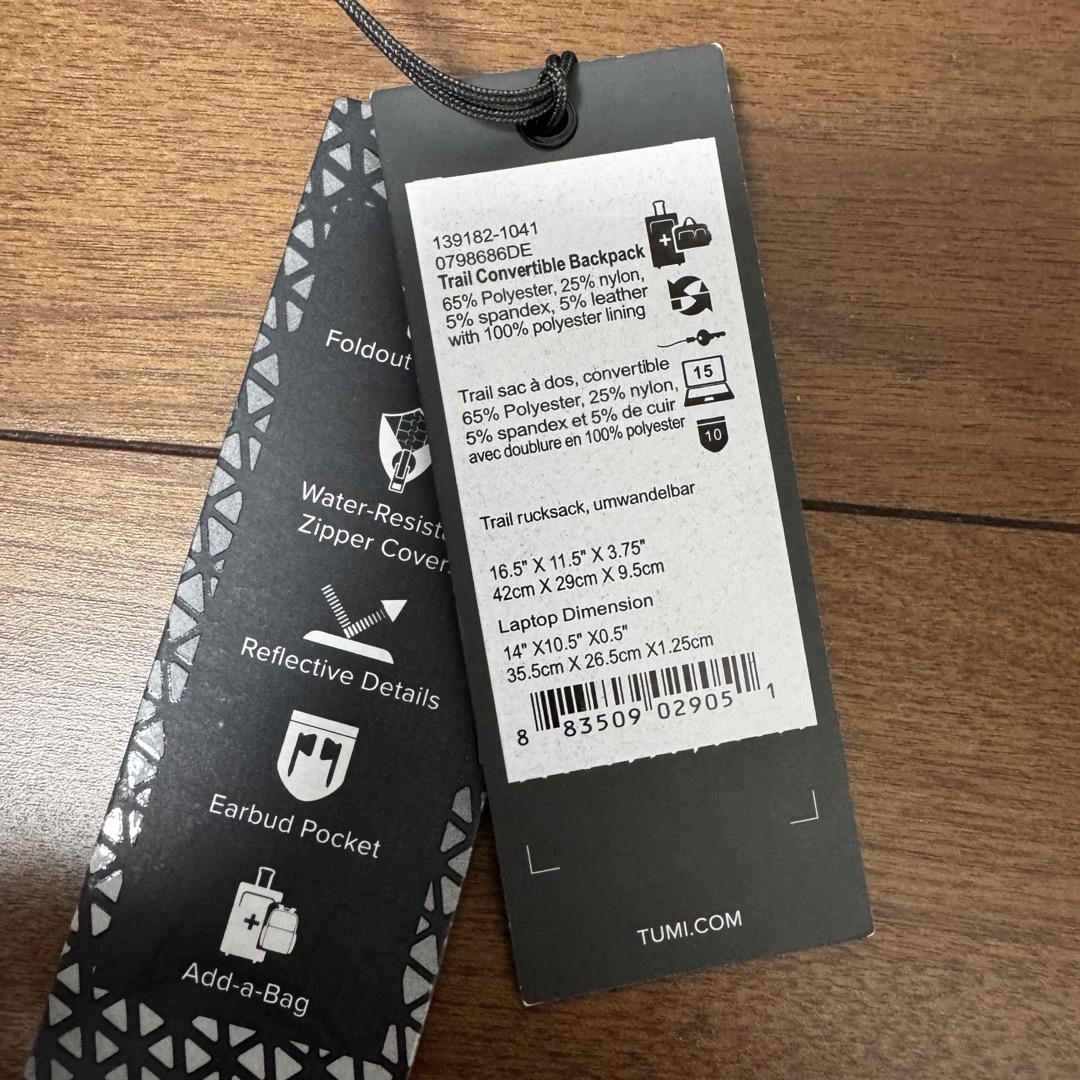 139182-1041
0798686DE
Trail Convertible Backpack
65% Polyester, 25% nylon,
5% spandex, 5% leather
with 100% polyester lining
15
10
Trail sac à dos, convertible
65% Polyester, 25% nylon,
5% spandex et 5% de cuir
avec doublure en 100% polyester
Trail rucksack, umwandelbar
16.5" X 11.5" X 3.75"
42cm X 29cm X 9.5cm
Laptop Dimension
14" X10.5" X0.5"
35.5cm X 26.5cm X1.25cm
8 83509 02905 1
TUMI.COM
Foldout
Water-Resist
Zipper Cover
Reflective Details
Earbud Pocket
Add-a-Bag